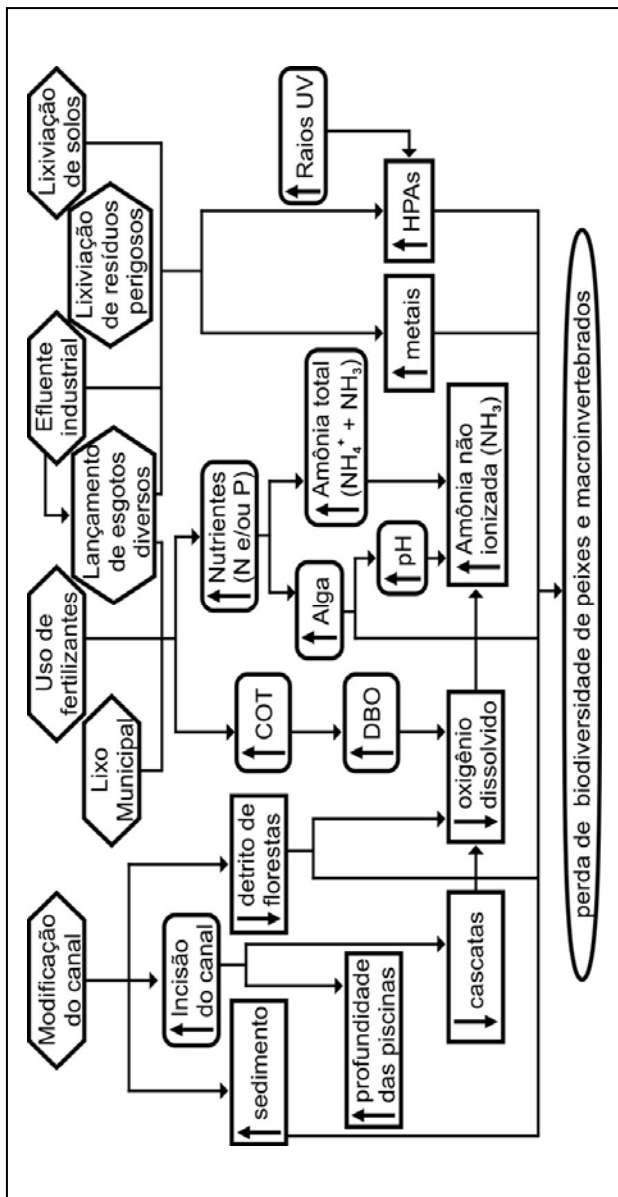 Modificação
do canal
Lixo
Municipal
Uso de
fertilizantes
Lançamento
de esgotos
diversos
Efluente
industrial
Lixiviação
de resíduos
perigosos
Lixiviação
de solos
↑ sedimento
↑ Incisão
do canal
↓ detrito de
florestas
↑ COT
↑ Nutrientes
(N e/ou P)
↑ Raios UV
↑ profundidade
das piscinas
↑ DBO
↑ Alga
↑ Amônia total
(NH₄⁺ + NH₃)
↑ pH
↑ metais
↑ HPAs
↓ cascatas
↓ oxigênio
dissolvido
↑ Amônia não
ionizada (NH₃)
perda de biodiversidade de peixes e macroinvertebrados